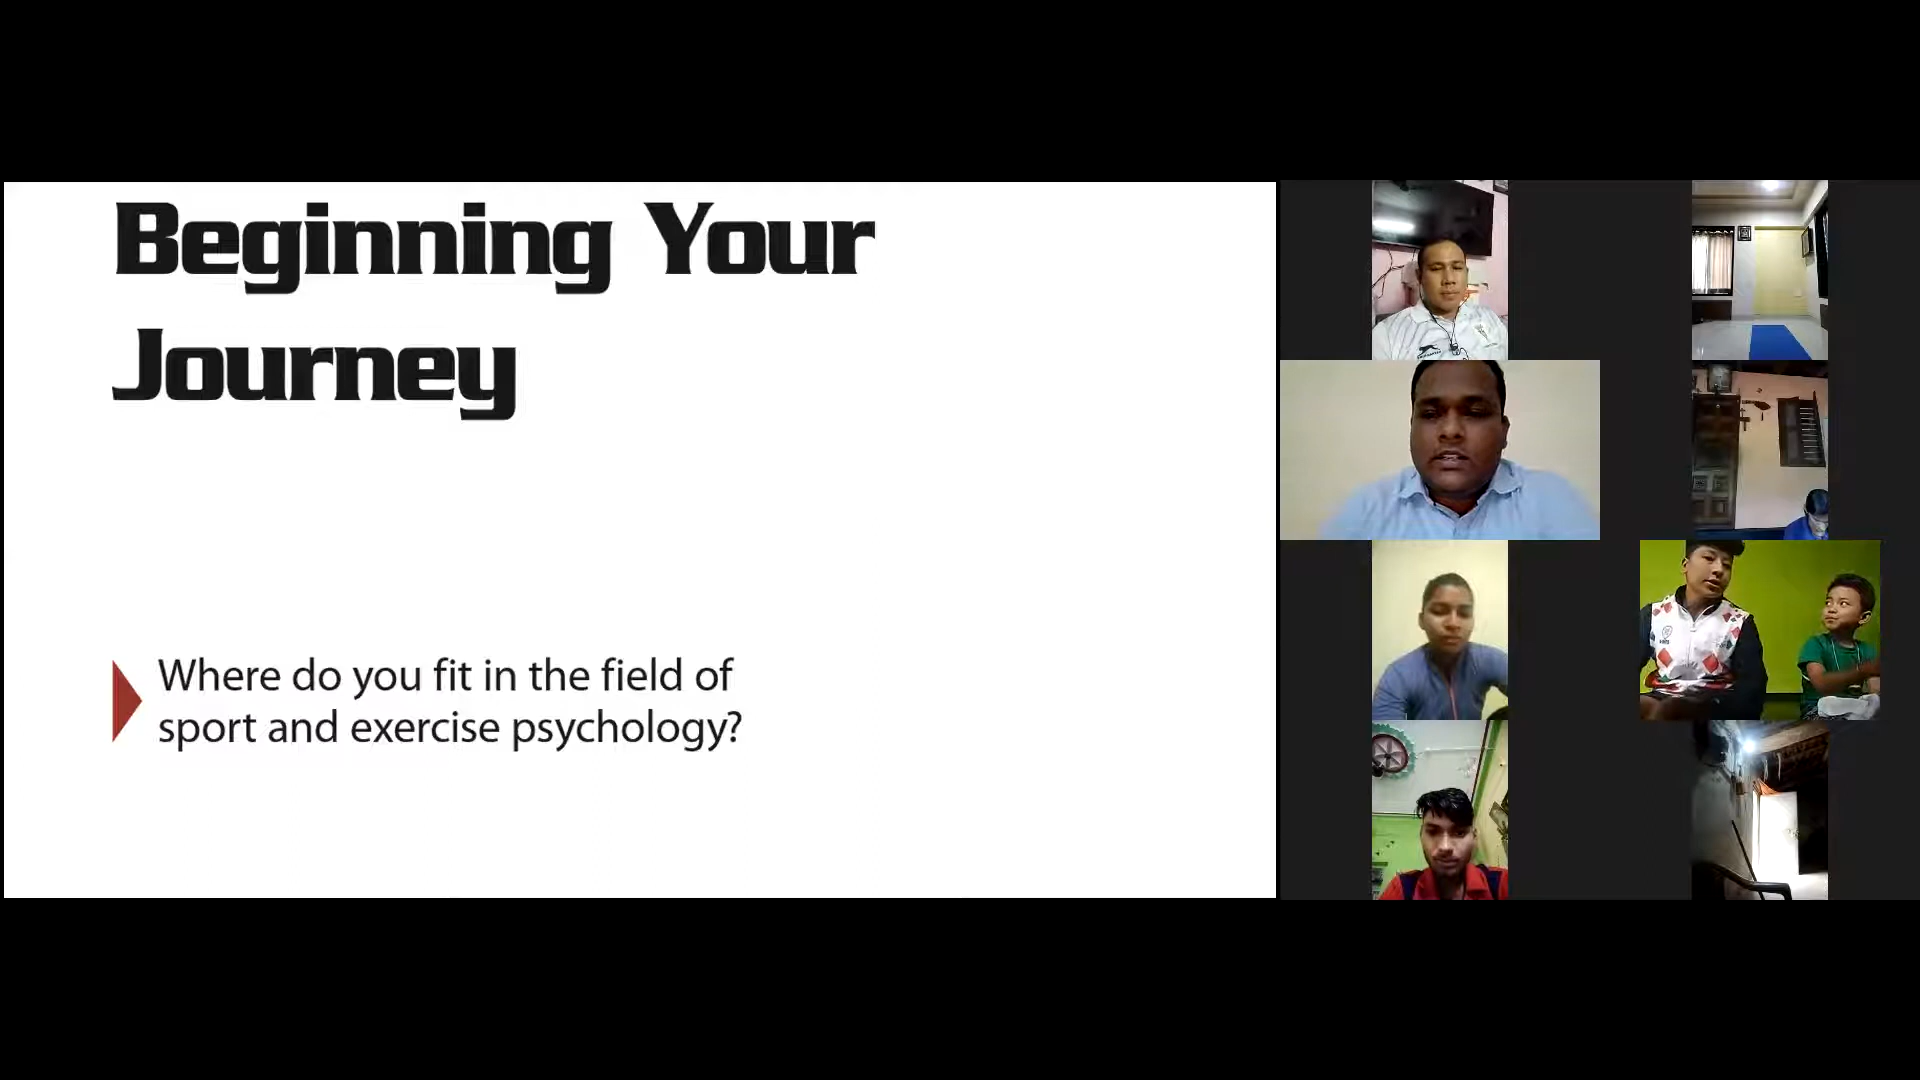 Beginning Your
Journey
Where do you fit in the field of
sport and exercise psychology?